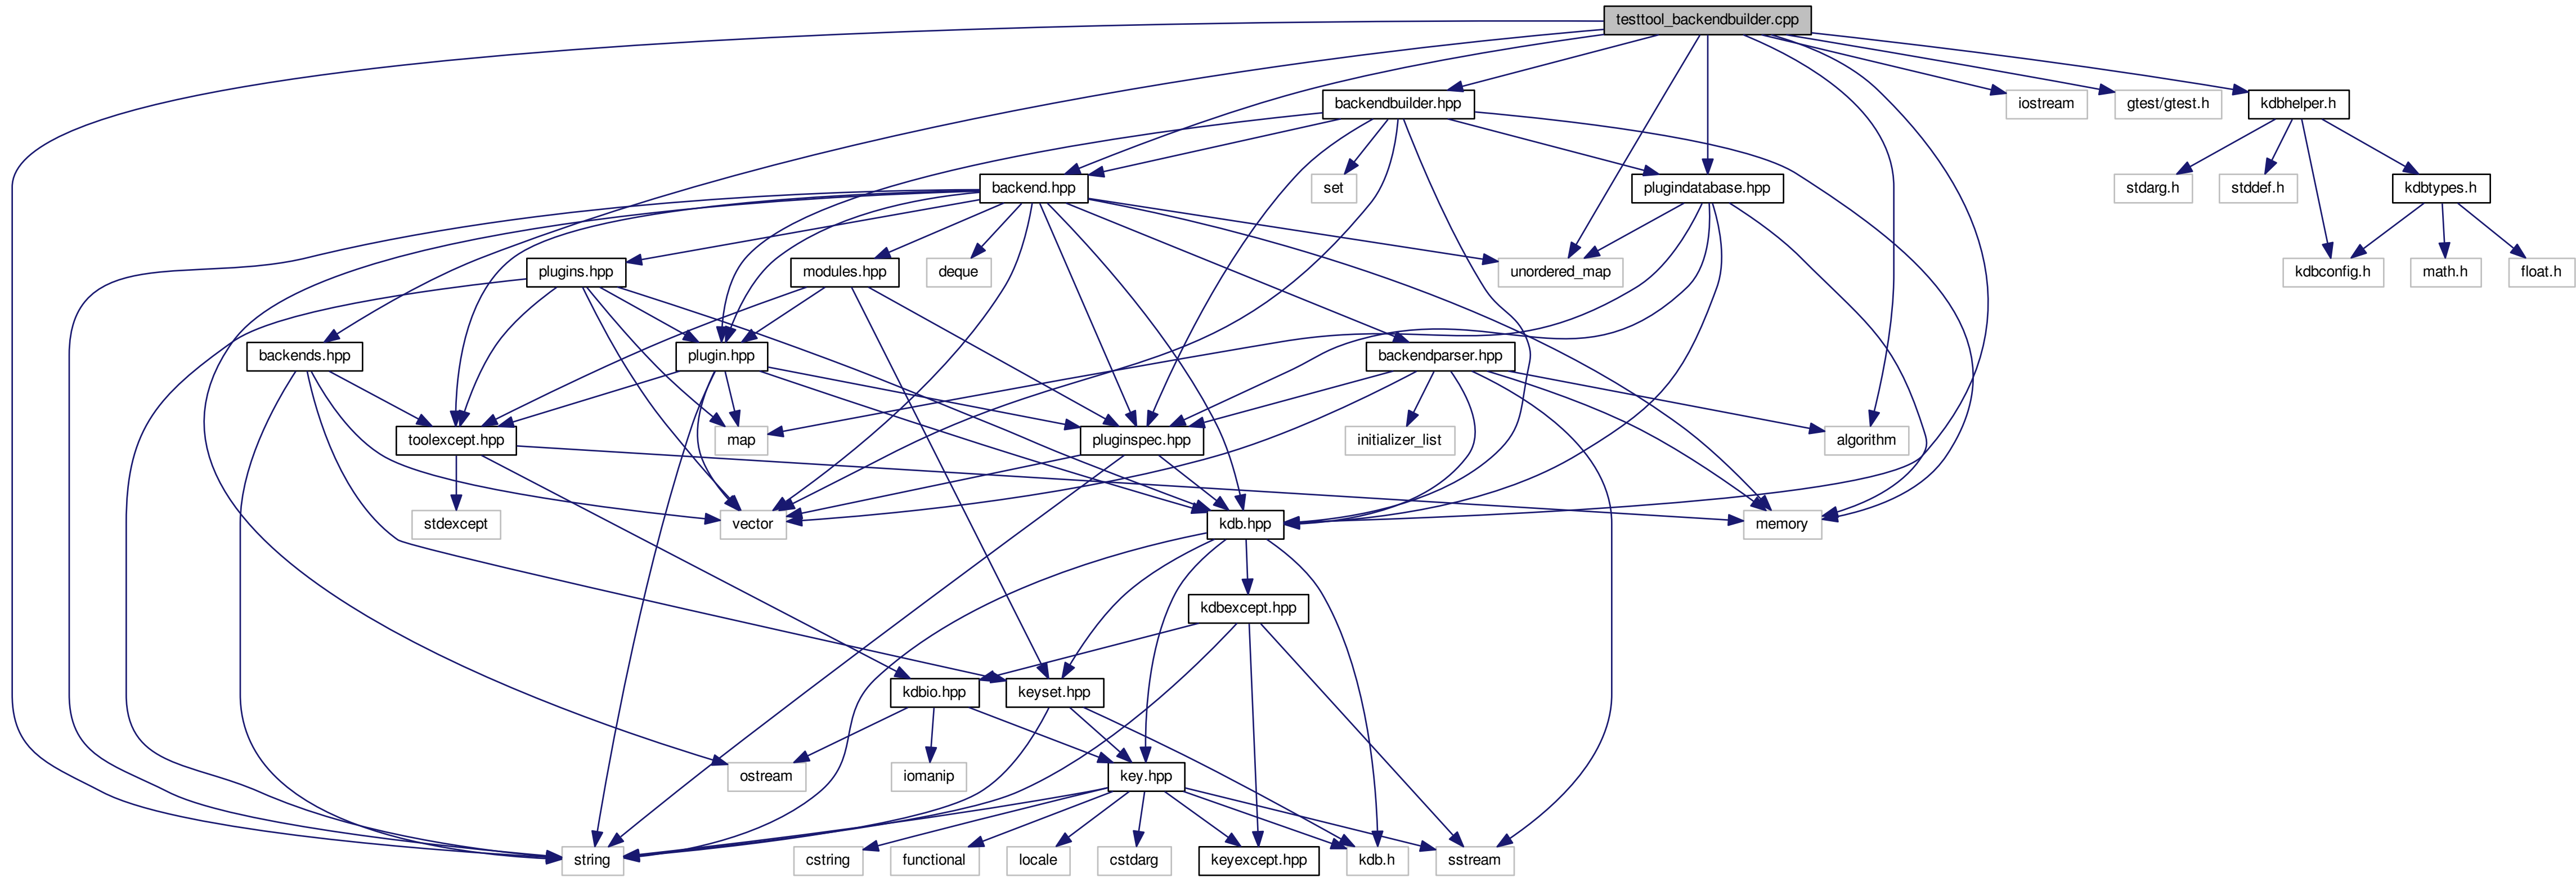 testtool_backendbuilder.cpp
backendbuilder.hpp
iostream
gtest/gtest.h
kdbhelper.h
backend.hpp
set
plugindatabase.hpp
stdarg.h
stddef.h
kdbtypes.h
plugins.hpp
modules.hpp
deque
unordered_map
kdbconfig.h
math.h
float.h
backends.hpp
plugin.hpp
backendparser.hpp
toolexcept.hpp
map
pluginspec.hpp
initializer_list
algorithm
stdexcept
vector
kdb.hpp
memory
kdbexcept.hpp
kdbio.hpp
keyset.hpp
ostream
iomanip
key.hpp
string
cstring
functional
locale
cstdarg
keyexcept.hpp
kdb.h
sstream